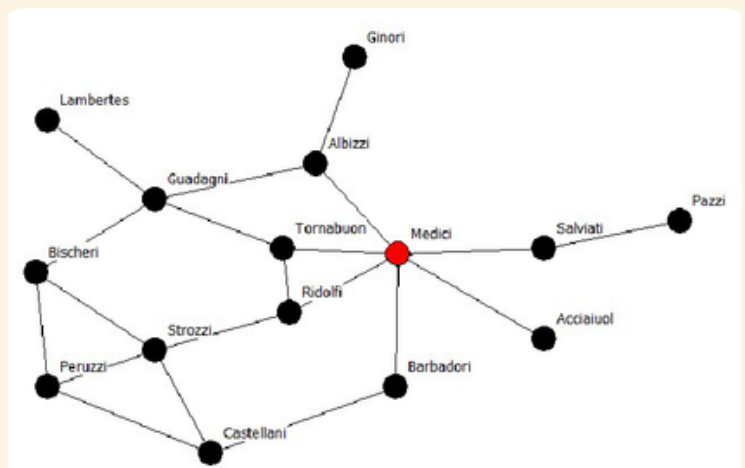 Ginori
Lambertes
Albizzi
Guadagni
Pazzi
Tornabuon
Medici
Salviati
Bischeri
Ridolfi
Acciaiuol
Strozzi
Peruzzi
Barbadori
Castellani